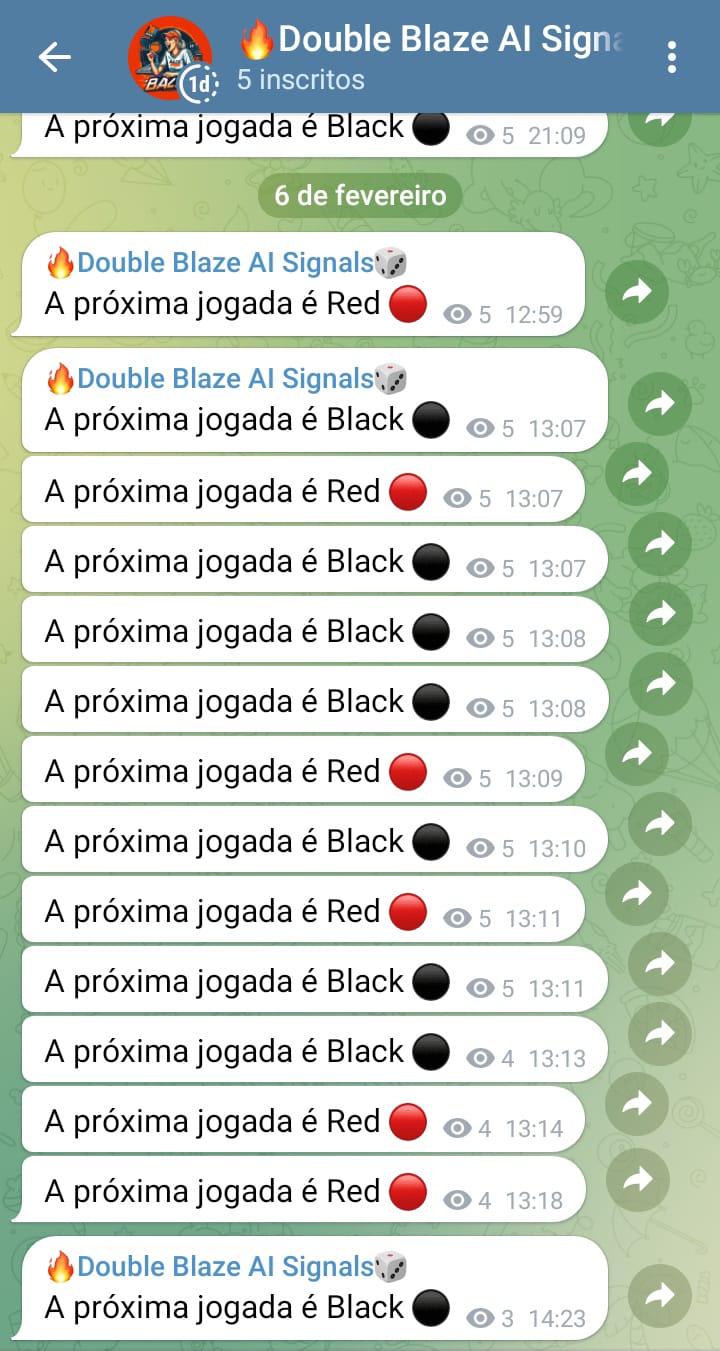 🔥Double Blaze AI Signa
5 inscritos
BAC
1d
A próxima jogada é Black ⚫ 5 21:09
6 de fevereiro
🔥Double Blaze AI Signals🎲
A próxima jogada é Red 🔴 5 12:59
🔥Double Blaze AI Signals🎲
A próxima jogada é Black ⚫ 5 13:07
A próxima jogada é Red 🔴 5 13:07
A próxima jogada é Black ⚫ 5 13:07
A próxima jogada é Black ⚫ 5 13:08
A próxima jogada é Black ⚫ 5 13:08
A próxima jogada é Red 🔴 5 13:09
A próxima jogada é Black ⚫ 5 13:10
A próxima jogada é Red 🔴 5 13:11
A próxima jogada é Black ⚫ 5 13:11
A próxima jogada é Black ⚫ 4 13:13
A próxima jogada é Red 🔴 4 13:14
A próxima jogada é Red 🔴 4 13:18
🔥Double Blaze AI Signals🎲
A próxima jogada é Black ⚫ 3 14:23